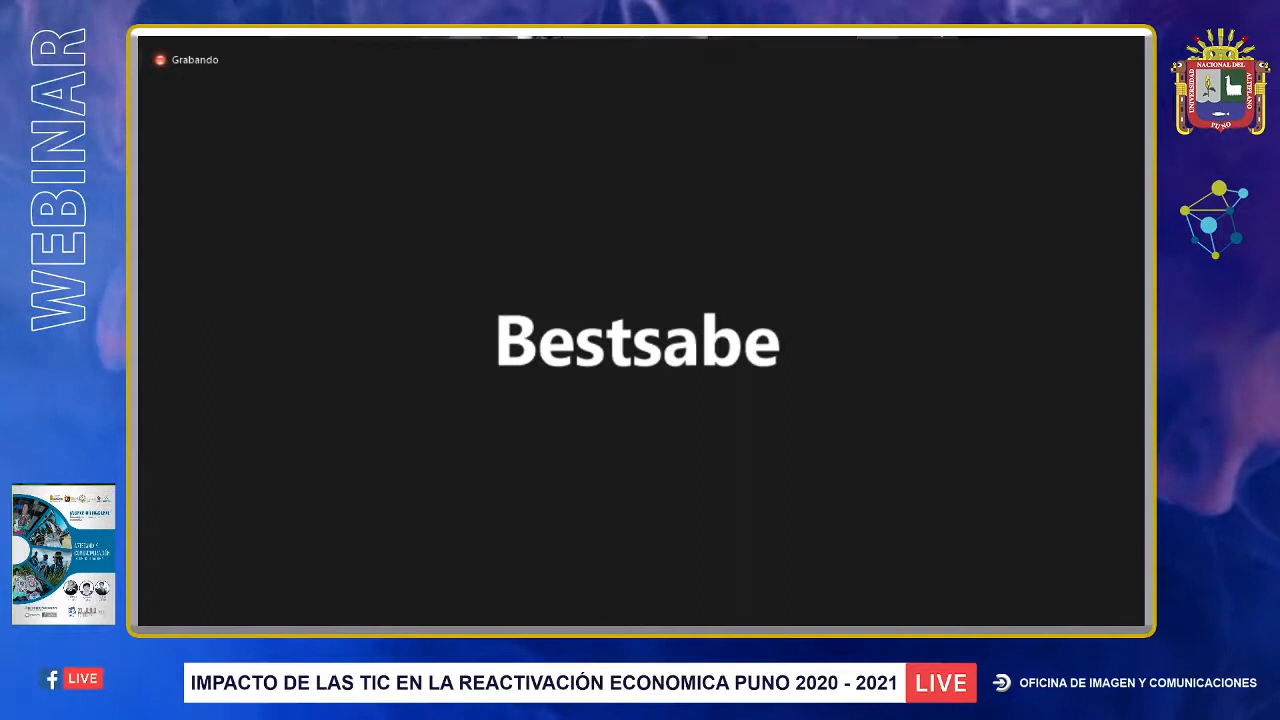 WEBINAR
Grabando
UNIVERSIDAD
NACIONAL DEL
ALTIPLANO
PUNO
Bestsabe
LIVE
IMPACTO DE LAS TIC EN LA REACTIVACIÓN ECONOMICA PUNO 2020 - 2021
LIVE
OFICINA DE IMAGEN Y COMUNICACIONES